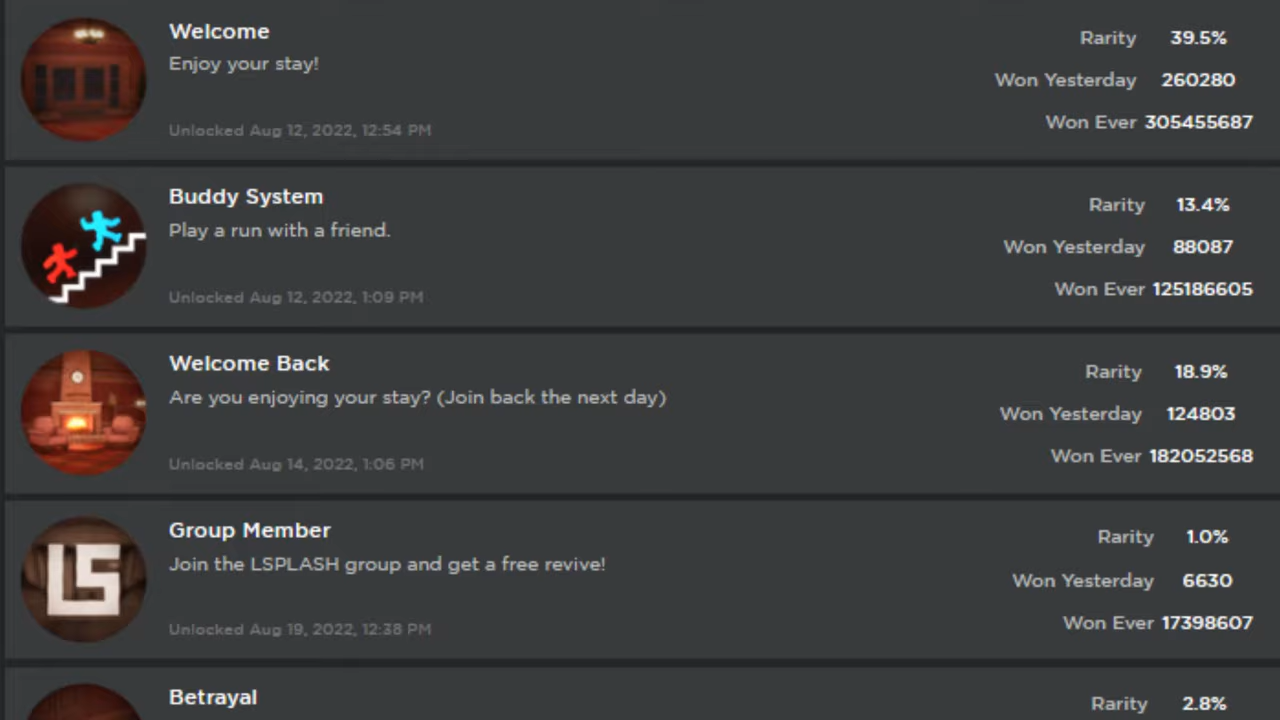 Welcome
Enjoy your stay!
Unlocked Aug 12, 2022, 12:54 PM
Rarity 39.5%
Won Yesterday 260280
Won Ever 305455687
Buddy System
Play a run with a friend.
Unlocked Aug 12, 2022, 1:09 PM
Rarity 13.4%
Won Yesterday 88087
Won Ever 125186605
Welcome Back
Are you enjoying your stay? (Join back the next day)
Unlocked Aug 14, 2022, 1:06 PM
Rarity 18.9%
Won Yesterday 124803
Won Ever 182052568
LS
Group Member
Join the LSPLASH group and get a free revive!
Unlocked Aug 19, 2022, 12:38 PM
Rarity 1.0%
Won Yesterday 6630
Won Ever 17398607
Betrayal
Rarity 2.8%